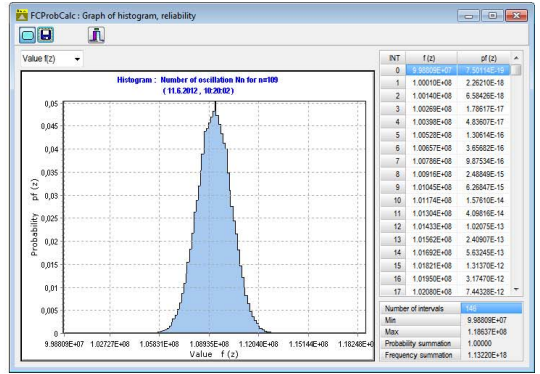 FCProbCalc : Graph of histogram, reliability
Value f(z)
Histogram : Number of oscillation Nn for n=109
( 11.6.2012 , 10:20:02 )
Probability pf (z)
0,05
0,045
0,04
0,035
0,03
0,025
0,02
0,015
0,01
0,005
0
9.98809E+07 1.02727E+08 1.05831E+08 1.08935E+08 1.12040E+08 1.15144E+08 1.18248E+0
Value f (z)
INT f (z) pf (z)
0 9.98809E+07 7.50114E-19
1 1.00010E+08 2.26210E-18
2 1.00140E+08 6.58426E-18
3 1.00269E+08 1.78617E-17
4 1.00398E+08 4.83607E-17
5 1.00528E+08 1.30614E-16
6 1.00657E+08 3.65682E-16
7 1.00786E+08 9.87534E-16
8 1.00916E+08 2.48849E-15
9 1.01045E+08 6.26847E-15
10 1.01174E+08 1.57610E-14
11 1.01304E+08 4.09816E-14
12 1.01433E+08 1.02075E-13
13 1.01562E+08 2.40907E-13
14 1.01692E+08 5.63245E-13
15 1.01821E+08 1.31370E-12
16 1.01950E+08 3.17470E-12
17 1.02080E+08 7.44328E-12
Number of intervals 146
Min 9.98809E+07
Max 1.18637E+08
Probability summation 1.00000
Frequency summation 1.13220E+18